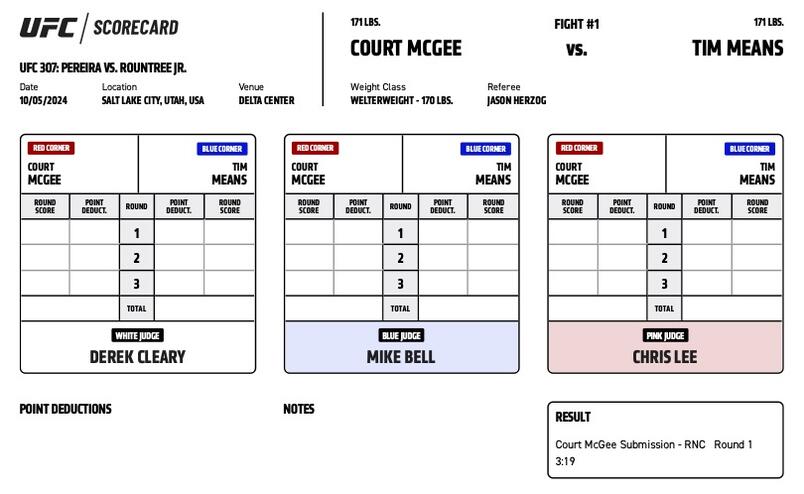 UFC / SCORECARD
UFC 307: PEREIRA VS. ROUNTREE JR.
Date Location Venue
10/05/2024 SALT LAKE CITY, UTAH, USA DELTA CENTER
171 LBS. FIGHT #1 171 LBS.
COURT MCGEE VS. TIM MEANS
Weight Class Referee
WELTERWEIGHT - 170 LBS. JASON HERZOG
RED CORNER BLUE CORNER
COURT TIM
MCGEE MEANS
ROUND SCORE POINT DEDUCT. ROUND POINT DEDUCT. ROUND SCORE
1
2
3
TOTAL
WHITE JUDGE
DEREK CLEARY
RED CORNER BLUE CORNER
COURT TIM
MCGEE MEANS
ROUND SCORE POINT DEDUCT. ROUND POINT DEDUCT. ROUND SCORE
1
2
3
TOTAL
BLUE JUDGE
MIKE BELL
RED CORNER BLUE CORNER
COURT TIM
MCGEE MEANS
ROUND SCORE POINT DEDUCT. ROUND POINT DEDUCT. ROUND SCORE
1
2
3
TOTAL
PINK JUDGE
CHRIS LEE
POINT DEDUCTIONS
NOTES
RESULT
Court McGee Submission - RNC Round 1
3:19